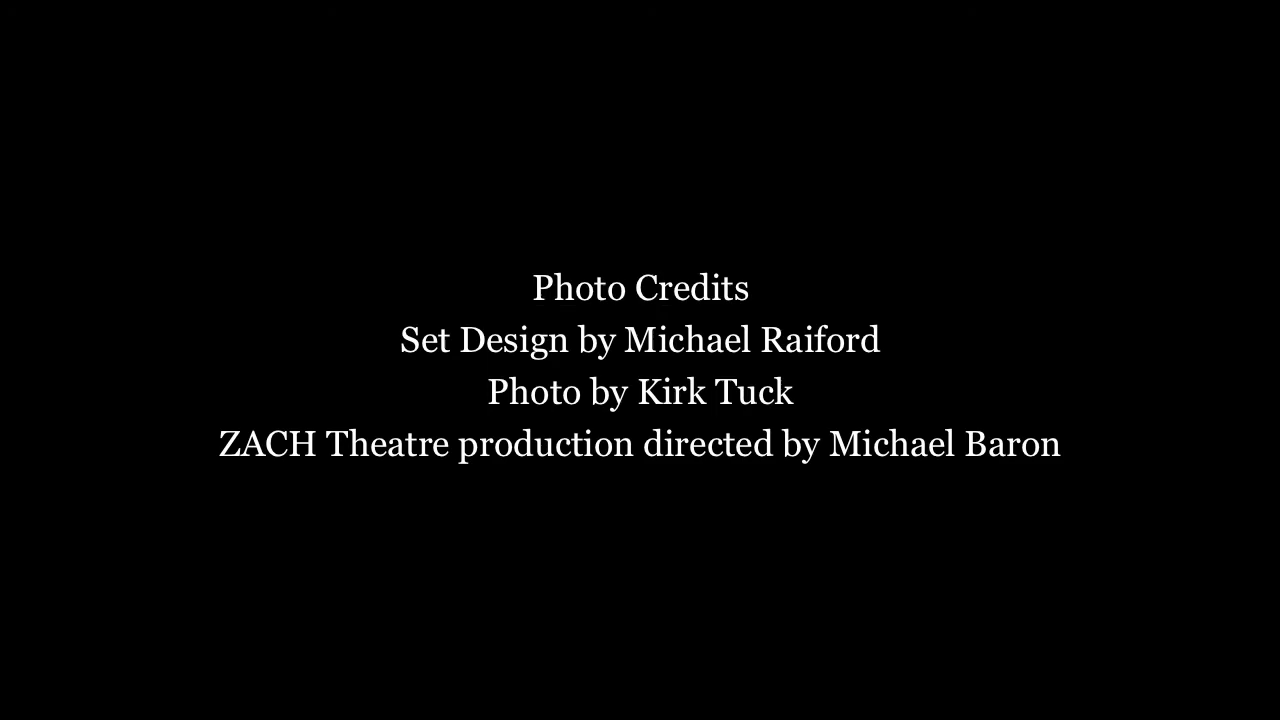 Photo Credits
Set Design by Michael Raiford
Photo by Kirk Tuck
ZACH Theatre production directed by Michael Baron